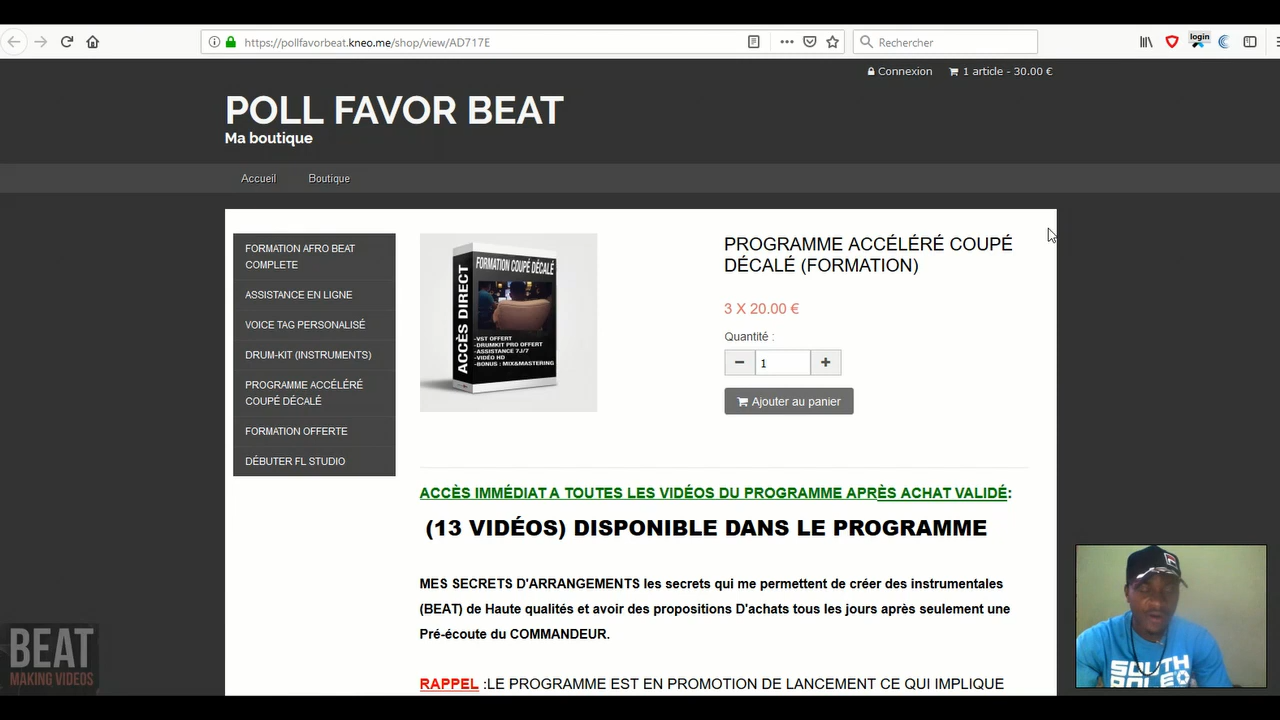 https://pollfavorbeat.kneo.me/shop/view/AD717E
Rechercher
login
Connexion
1 article - 30.00 €
POLL FAVOR BEAT
Ma boutique
Accueil
Boutique
FORMATION AFRO BEAT
COMPLETE
ASSISTANCE EN LIGNE
VOICE TAG PERSONALISÉ
DRUM-KIT (INSTRUMENTS)
PROGRAMME ACCÉLÉRÉ
COUPÉ DÉCALÉ
FORMATION OFFERTE
DÉBUTER FL STUDIO
ACCÈS DIRECT
FORMATION COUPÉ DÉCALÉ
-VST OFFERT
-DRUMKIT PRO OFFERT
-ASSISTANCE 7J/7
-VIDÉO HD
-BONUS : MIX&MASTERING
PROGRAMME ACCÉLÉRÉ COUPÉ
DÉCALÉ (FORMATION)
3 X 20.00 €
Quantité :
1
Ajouter au panier
ACCÈS IMMÉDIAT A TOUTES LES VIDÉOS DU PROGRAMME APRÈS ACHAT VALIDÉ:
(13 VIDÉOS) DISPONIBLE DANS LE PROGRAMME
MES SECRETS D'ARRANGEMENTS les secrets qui me permettent de créer des instrumentales
(BEAT) de Haute qualités et avoir des propositions D'achats tous les jours après seulement une
Pré-écoute du COMMANDEUR.
RAPPEL :LE PROGRAMME EST EN PROMOTION DE LANCEMENT CE QUI IMPLIQUE
BEAT
MAKING VIDEOS
SOUTH
POLE